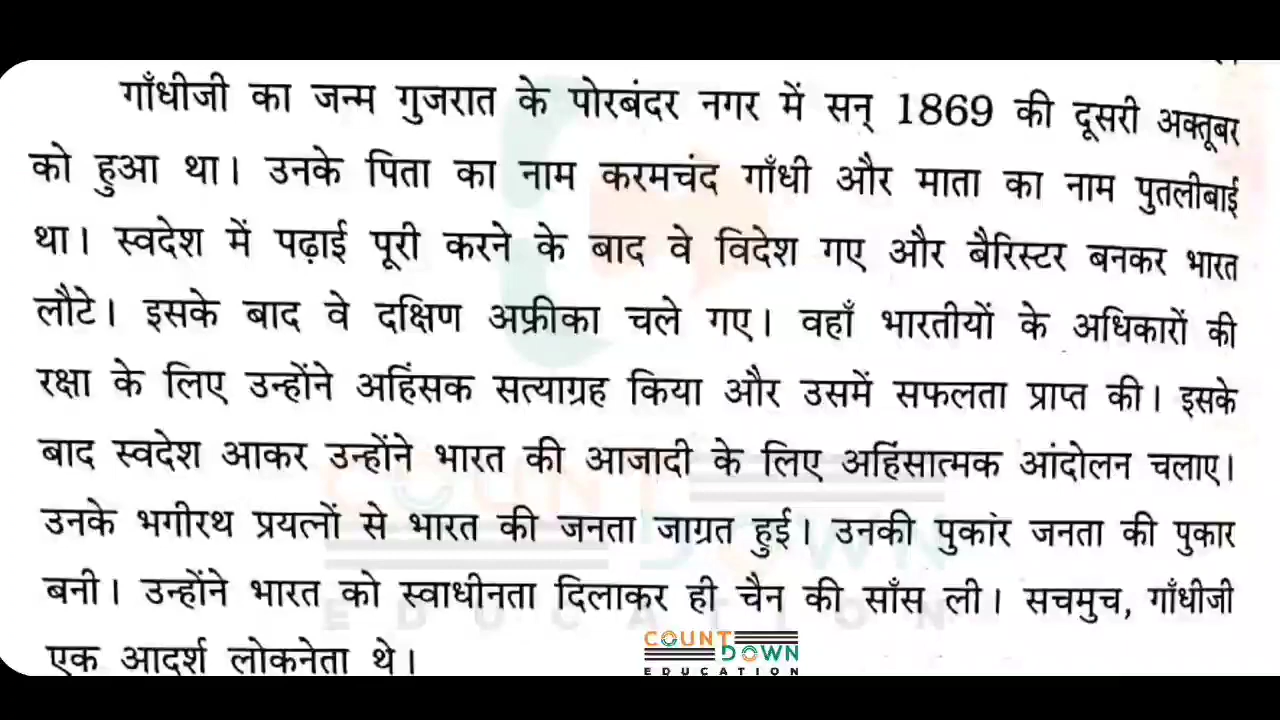 गाँधीजी का जन्म गुजरात के पोरबंदर नगर में सन् 1869 की दूसरी अक्तूबर
को हुआ था। उनके पिता का नाम करमचंद गाँधी और माता का नाम पुतलीबाई
था। स्वदेश में पढ़ाई पूरी करने के बाद वे विदेश गए और बैरिस्टर बनकर भारत
लौटे। इसके बाद वे दक्षिण अफ्रीका चले गए। वहाँ भारतीयों के अधिकारों की
रक्षा के लिए उन्होंने अहिंसक सत्याग्रह किया और उसमें सफलता प्राप्त की। इसके
बाद स्वदेश आकर उन्होंने भारत की आजादी के लिए अहिंसात्मक आंदोलन चलाए।
उनके भगीरथ प्रयत्नों से भारत की जनता जाग्रत हुई। उनकी पुकार जनता की पुकार
बनी। उन्होंने भारत को स्वाधीनता दिलाकर ही चैन की साँस ली। सचमुच, गाँधीजी
एक आदर्श लोकनेता थे।
COUNT
DOWN
EDUCATION